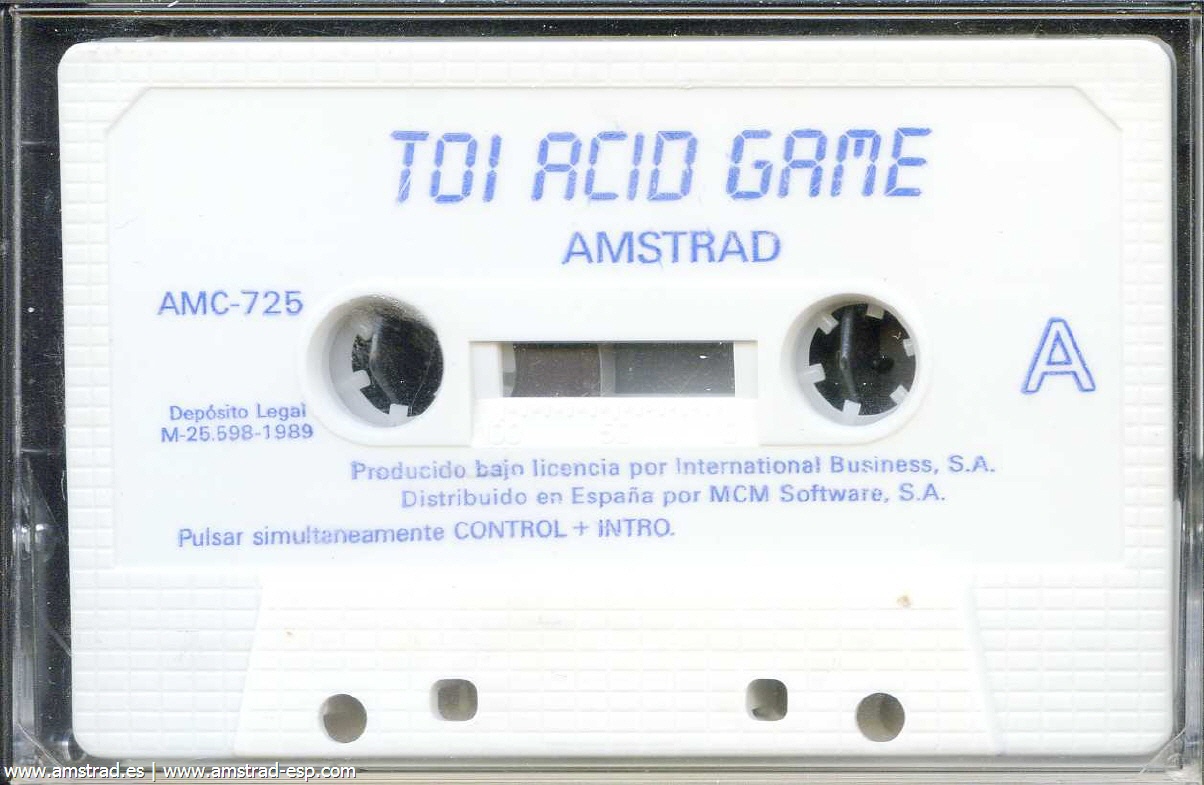 TOI ACID GAME
AMSTRAD
AMC-725
A
Depósito Legal
M-25.598-1989
Producido bajo licencia por International Business, S.A.
Distribuido en España por MCM Software, S.A.
Pulsar simultaneamente CONTROL + INTRO.
www.amstrad.es | www.amstrad-esp.com